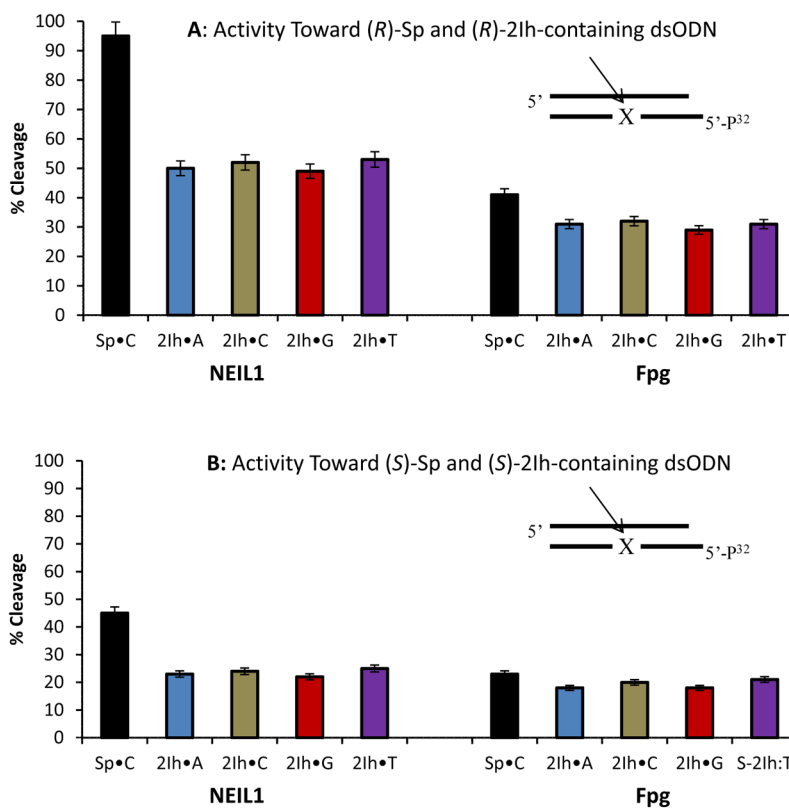 A: Activity Toward (R)-Sp and (R)-2Ih-containing dsODN
100
90
80
70
60
50
40
30
20
10
0
% Cleavage
5’
X
5’-P32
Sp•C 2Ih•A 2Ih•C 2Ih•G 2Ih•T Sp•C 2Ih•A 2Ih•C 2Ih•G 2Ih•T
NEIL1 Fpg
B: Activity Toward (S)-Sp and (S)-2Ih-containing dsODN
100
90
80
70
60
50
40
30
20
10
0
% Cleavage
5’
X
5’-P32
Sp•C 2Ih•A 2Ih•C 2Ih•G 2Ih•T Sp•C 2Ih•A 2Ih•C 2Ih•G S-2Ih:T
NEIL1 Fpg